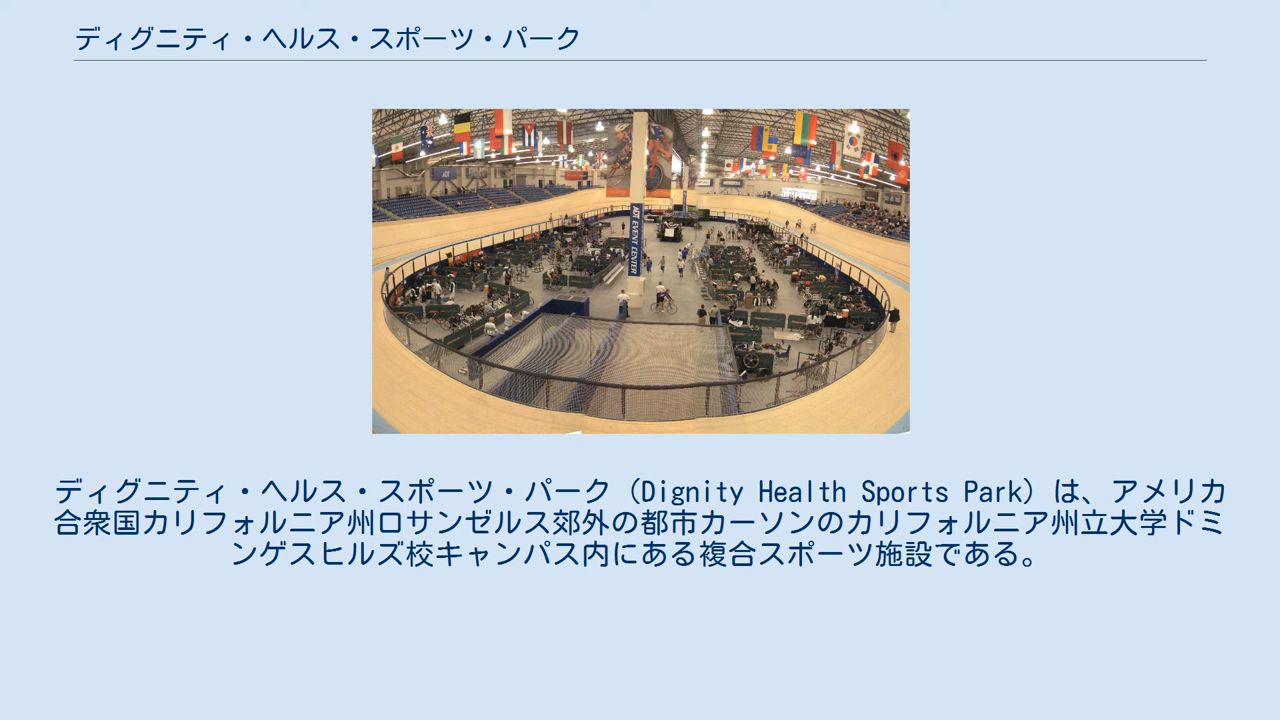 ディグニティ・ヘルス・スポーツ・パーク
ADT
ADT EVENT CENTER
ディグニティ・ヘルス・スポーツ・パーク（Dignity Health Sports Park）は、アメリカ
合衆国カリフォルニア州ロサンゼルス郊外の都市カーソンのカリフォルニア州立大学ドミ
ンゲスヒルズ校キャンパス内にある複合スポーツ施設である。